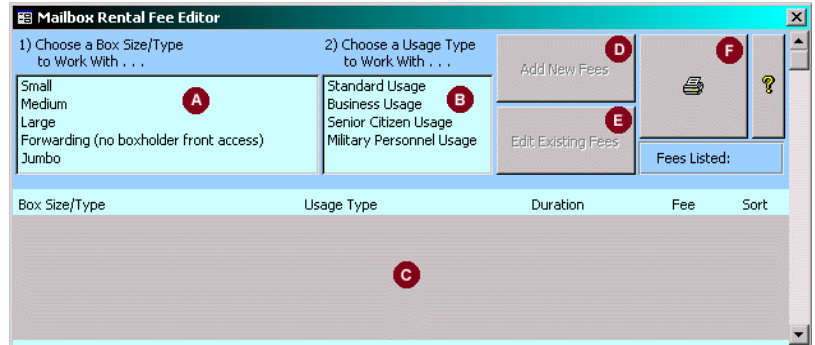 Mailbox Rental Fee Editor
1) Choose a Box Size/Type
to Work With . . .
2) Choose a Usage Type
to Work With . . .
Small
Medium
Large
Forwarding (no boxholder front access)
Jumbo
A
Standard Usage
Business Usage
Senior Citizen Usage
Military Personnel Usage
B
Add New Fees
D
Edit Existing Fees
E
F
?
Fees Listed:
Box Size/Type Usage Type Duration Fee Sort
C